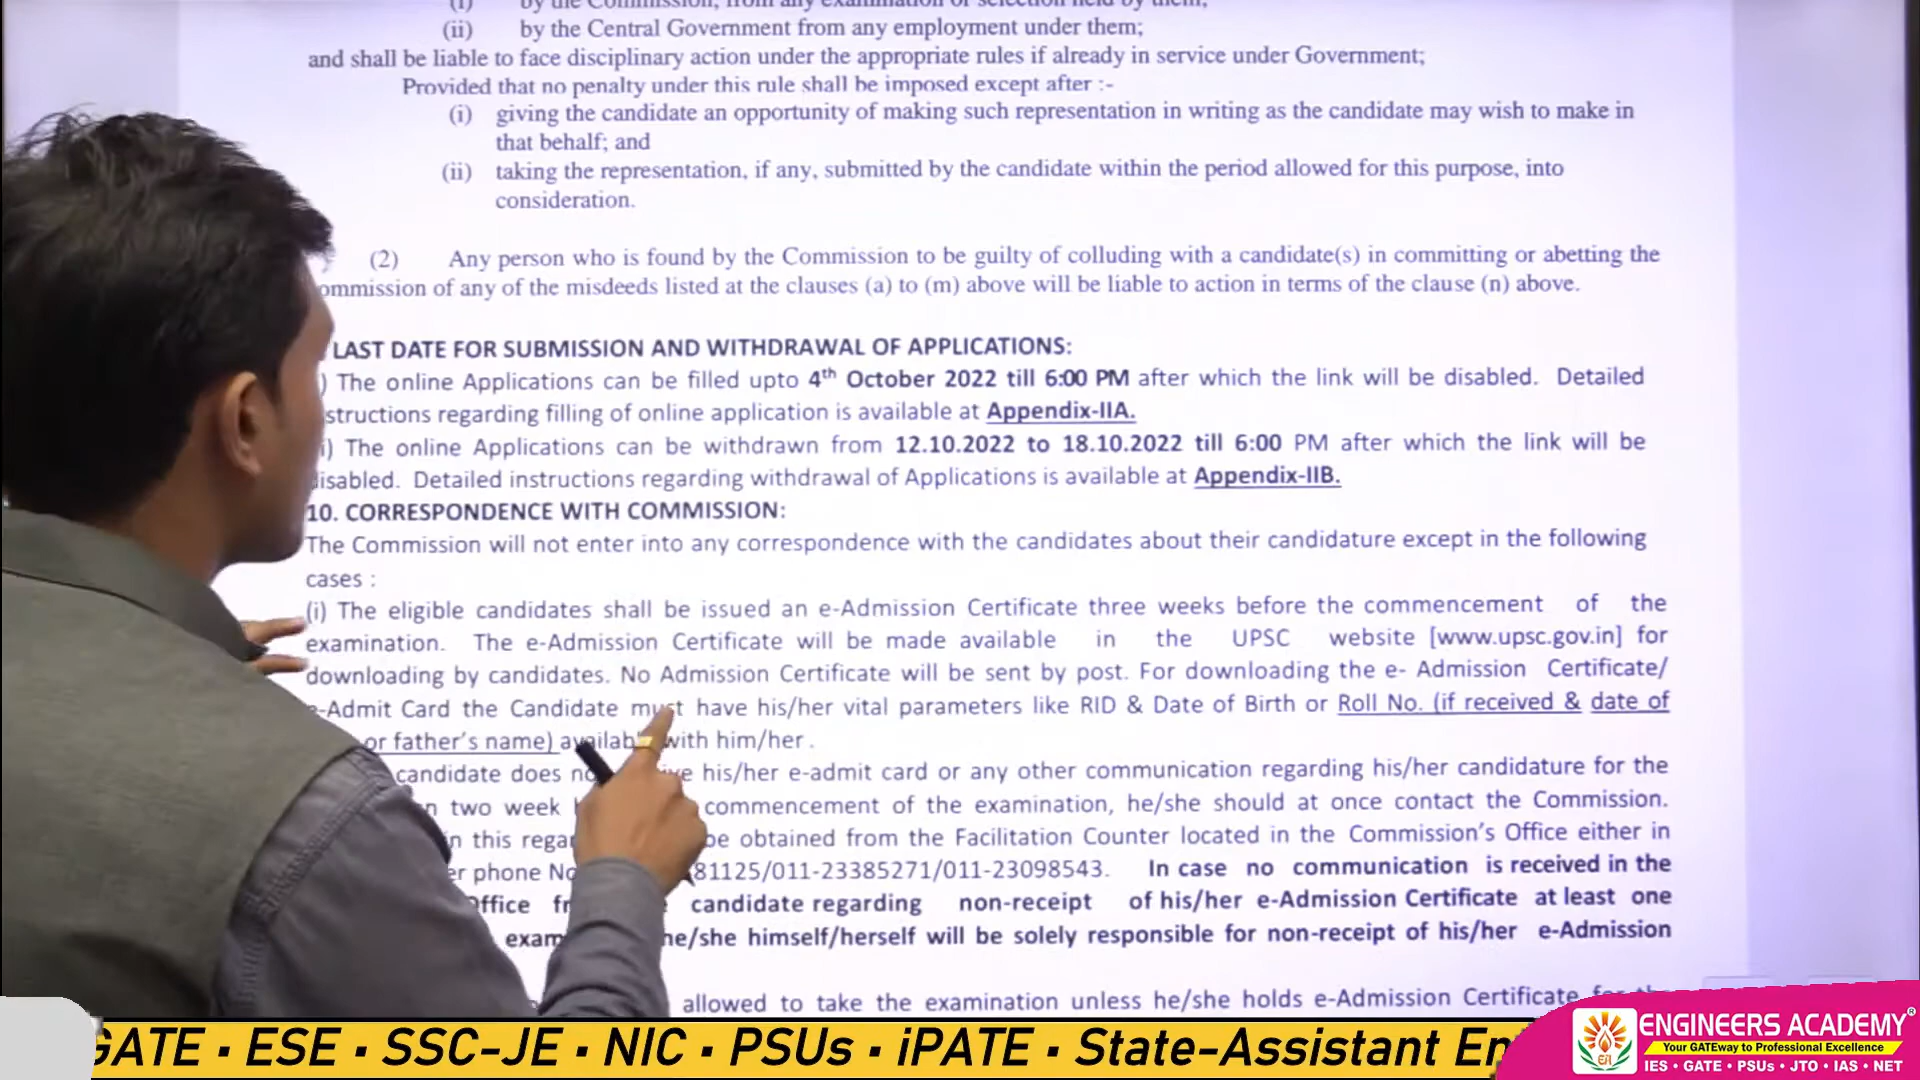 (i) by the Commission, from any examination or selection held by them;
(ii) by the Central Government from any employment under them;
and shall be liable to face disciplinary action under the appropriate rules if already in service under Government;
Provided that no penalty under this rule shall be imposed except after :-
(i) giving the candidate an opportunity of making such representation in writing as the candidate may wish to make in
that behalf; and
(ii) taking the representation, if any, submitted by the candidate within the period allowed for this purpose, into
consideration.
(2) Any person who is found by the Commission to be guilty of colluding with a candidate(s) in committing or abetting the
ommission of any of the misdeeds listed at the clauses (a) to (m) above will be liable to action in terms of the clause (n) above.
LAST DATE FOR SUBMISSION AND WITHDRAWAL OF APPLICATIONS:
) The online Applications can be filled upto 4th October 2022 till 6:00 PM after which the link will be disabled. Detailed
structions regarding filling of online application is available at Appendix-IIA.
i) The online Applications can be withdrawn from 12.10.2022 to 18.10.2022 till 6:00 PM after which the link will be
isabled. Detailed instructions regarding withdrawal of Applications is available at Appendix-IIB.
10. CORRESPONDENCE WITH COMMISSION:
The Commission will not enter into any correspondence with the candidates about their candidature except in the following
cases :
(i) The eligible candidates shall be issued an e-Admission Certificate three weeks before the commencement of the
examination. The e-Admission Certificate will be made available in the UPSC website [www.upsc.gov.in] for
downloading by candidates. No Admission Certificate will be sent by post. For downloading the e- Admission Certificate/
-Admit Card the Candidate must have his/her vital parameters like RID & Date of Birth or Roll No. (if received & date of
or father's name) with him/her .
candidate does his/her e-admit card or any other communication regarding his/her candidature for the
two week commencement of the examination, he/she should at once contact the Commission.
n this be obtained from the Facilitation Counter located in the Commission's Office either in
er phone 81125/011-23385271/011-23098543. In case no communication is received in the
candidate regarding non-receipt of his/her e-Admission Certificate at least one
exam he/she himself/herself will be solely responsible for non-receipt of his/her e-Admission
allowed to take the examination unless he/she holds e-Admission Certificate
GATE · ESE · SSC-JE · NIC · PSUs · iPATE · State-Assistant En
ENGINEERS ACADEMY®
Your GATEway to Professional Excellence
IES • GATE • PSUs • JTO • IAS • NET